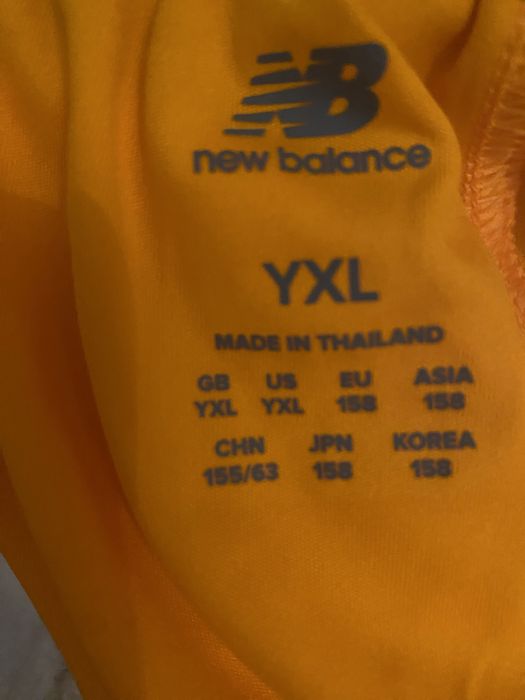 NB
new balance
YXL
MADE IN THAILAND
GB US EU ASIA
YXL YXL 158 158
CHN JPN KOREA
155/63 158 158